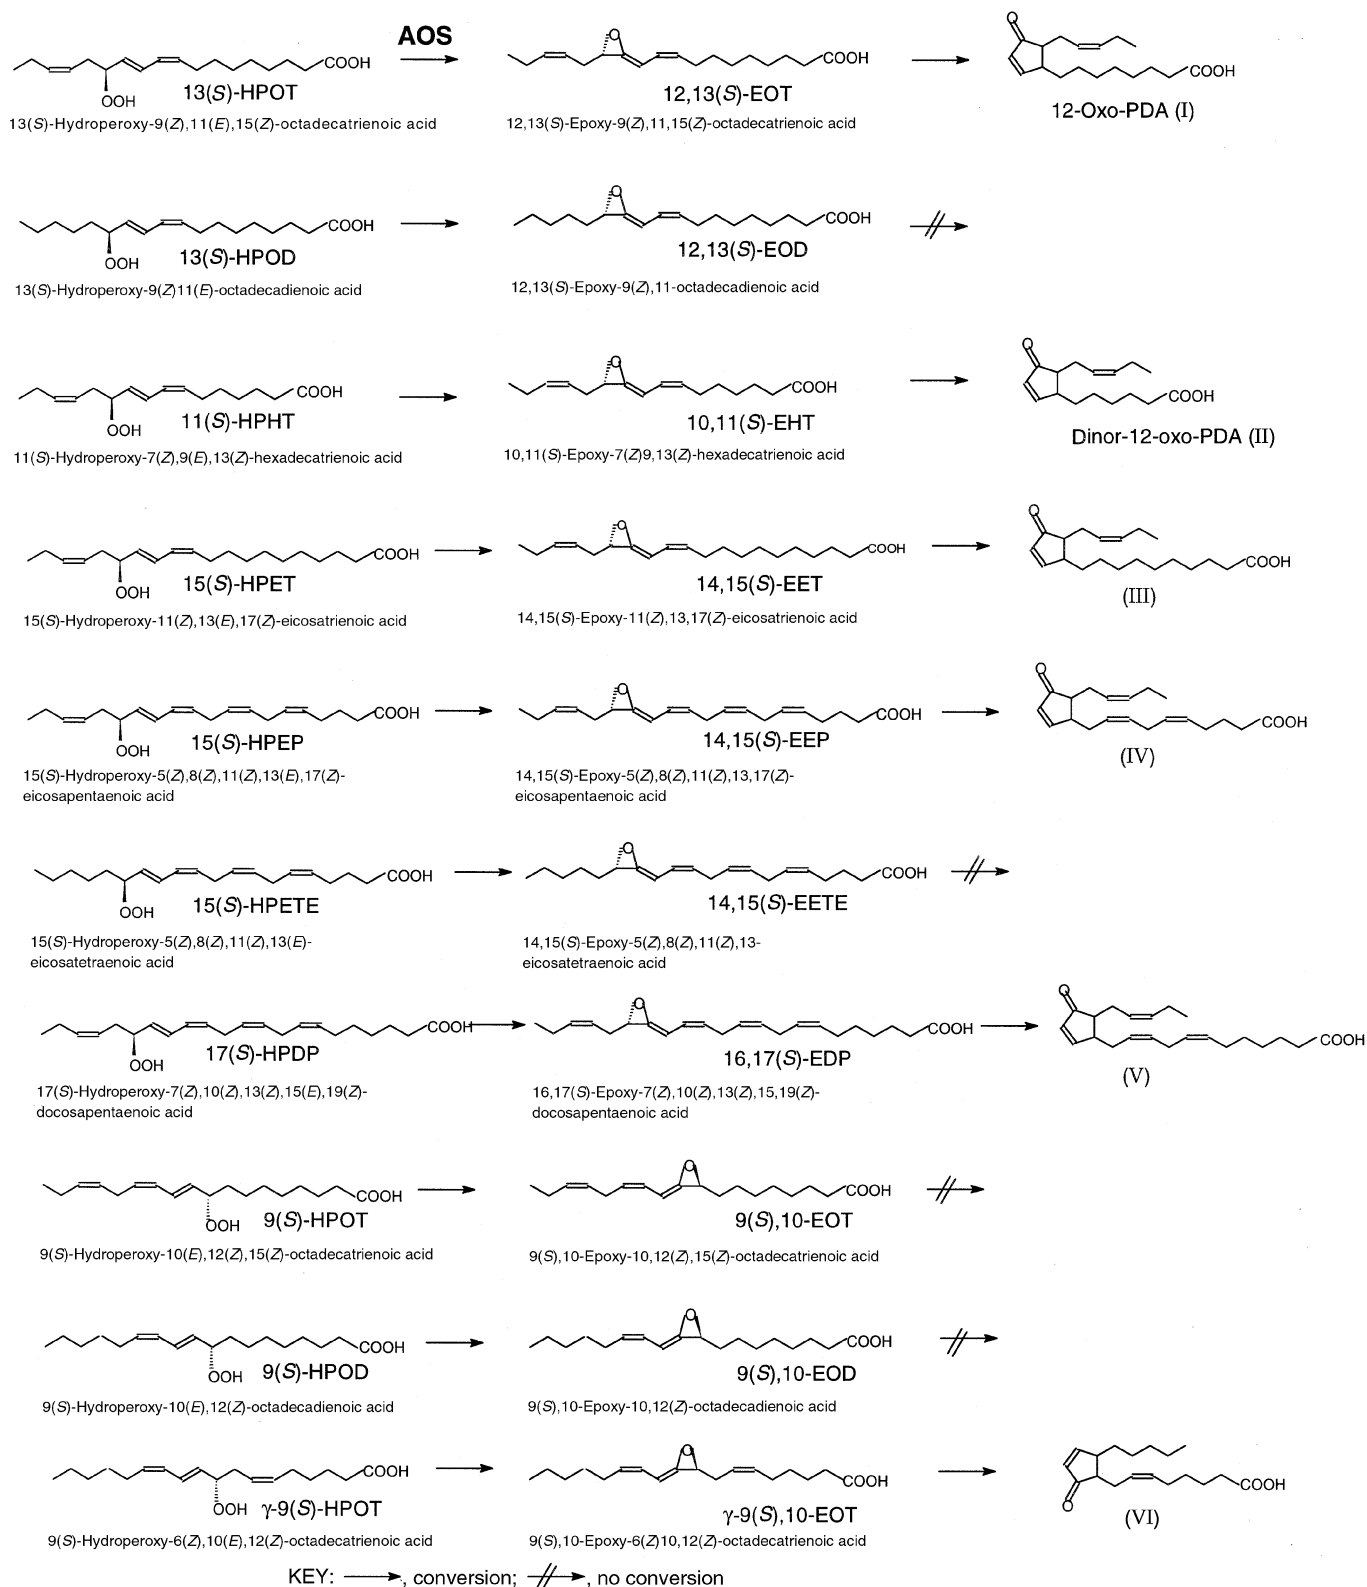 AOS
O
O
COOH
COOH
COOH
OOH
13(S)-HPOT
12,13(S)-EOT
12-Oxo-PDA (I)
13(S)-Hydroperoxy-9(Z),11(E),15(Z)-octadecatrienoic acid
12,13(S)-Epoxy-9(Z),11,15(Z)-octadecatrienoic acid
O
COOH
COOH
OOH
13(S)-HPOD
12,13(S)-EOD
13(S)-Hydroperoxy-9(Z)11(E)-octadecadienoic acid
12,13(S)-Epoxy-9(Z),11-octadecadienoic acid
O
O
COOH
COOH
COOH
OOH
11(S)-HPHT
10,11(S)-EHT
Dinor-12-oxo-PDA (II)
11(S)-Hydroperoxy-7(Z),9(E),13(Z)-hexadecatrienoic acid
10,11(S)-Epoxy-7(Z)9,13(Z)-hexadecatrienoic acid
O
O
COOH
COOH
COOH
OOH
15(S)-HPET
14,15(S)-EET
(III)
15(S)-Hydroperoxy-11(Z),13(E),17(Z)-eicosatrienoic acid
14,15(S)-Epoxy-11(Z),13,17(Z)-eicosatrienoic acid
O
O
COOH
COOH
COOH
OOH
15(S)-HPEP
14,15(S)-EEP
(IV)
15(S)-Hydroperoxy-5(Z),8(Z),11(Z),13(E),17(Z)-
eicosapentaenoic acid
14,15(S)-Epoxy-5(Z),8(Z),11(Z),13,17(Z)-
eicosapentaenoic acid
O
COOH
COOH
OOH
15(S)-HPETE
14,15(S)-EETE
15(S)-Hydroperoxy-5(Z),8(Z),11(Z),13(E)-
eicosatetraenoic acid
14,15(S)-Epoxy-5(Z),8(Z),11(Z),13-
eicosatetraenoic acid
O
O
COOH
COOH
COOH
OOH
17(S)-HPDP
16,17(S)-EDP
(V)
17(S)-Hydroperoxy-7(Z),10(Z),13(Z),15(E),19(Z)-
docosapentaenoic acid
16,17(S)-Epoxy-7(Z),10(Z),13(Z),15,19(Z)-
docosapentaenoic acid
O
COOH
COOH
OOH
9(S)-HPOT
9(S),10-EOT
9(S)-Hydroperoxy-10(E),12(Z),15(Z)-octadecatrienoic acid
9(S),10-Epoxy-10,12(Z),15(Z)-octadecatrienoic acid
O
COOH
COOH
OOH
9(S)-HPOD
9(S),10-EOD
9(S)-Hydroperoxy-10(E),12(Z)-octadecadienoic acid
9(S),10-Epoxy-10,12(Z)-octadecadienoic acid
O
COOH
COOH
COOH
OOH
O
γ-9(S)-HPOT
γ-9(S),10-EOT
(VI)
9(S)-Hydroperoxy-6(Z),10(E),12(Z)-octadecatrienoic acid
9(S),10-Epoxy-6(Z)10,12(Z)-octadecatrienoic acid
KEY: , conversion; , no conversion